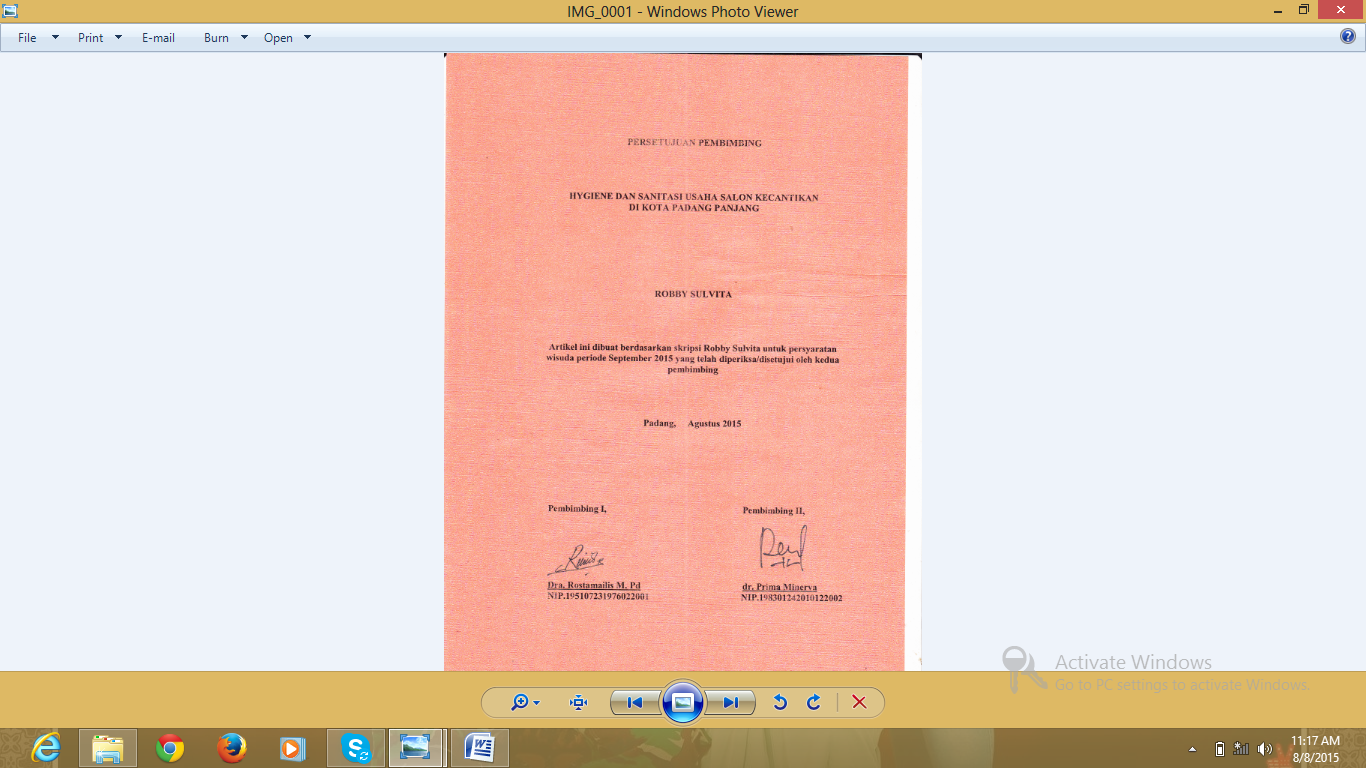 IMG_0001 - Windows Photo Viewer
File Print E-mail Burn Open
PERSETUJUAN PEMBIMBING
HYGIENE DAN SANITASI USAHA SALON KECANTIKAN
DI KOTA PADANG PANJANG
ROBBY SULVITA
Artikel ini dibuat berdasarkan skripsi Robby Sulvita untuk persyaratan
wisuda periode September 2015 yang telah diperiksa/disetujui oleh kedua
pembimbing
Padang, Agustus 2015
Pembimbing I, Pembimbing II,
Dra. Rostamailis M. Pd dr. Prima Minerva
NIP.195107231976022001 NIP.198301242010122002
Activate Windows
Go to PC settings to activate Windows.
11:17 AM
8/8/2015